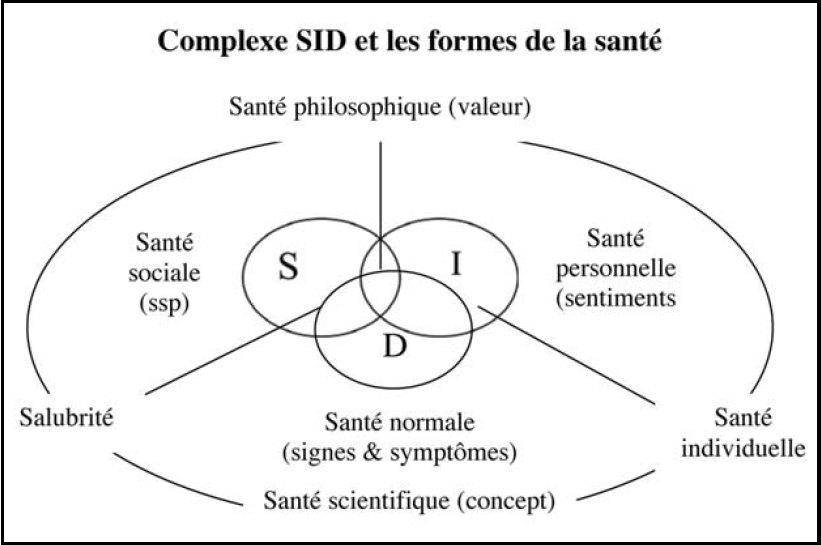 Complexe SID et les formes de la santé
Santé philosophique (valeur)
Santé
sociale
(ssp)
S
I
D
Santé
personnelle
(sentiments
Salubrité
Santé normale
(signes & symptômes)
Santé
individuelle
Santé scientifique (concept)